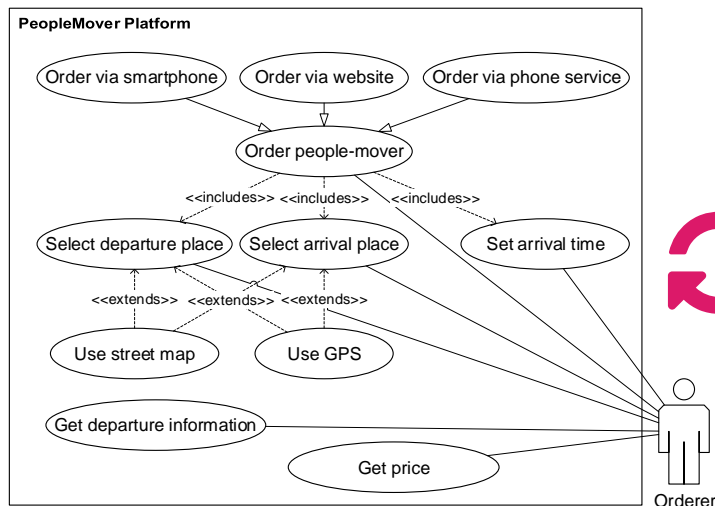 PeopleMover Platform
Order via smartphone
Order via website
Order via phone service
Order people-mover
<<includes>>
<<includes>>
<<includes>>
Select departure place
Select arrival place
Set arrival time
<<extends>>
<<extends>>
<<extends>>
Use street map
Use GPS
Get departure information
Get price
Orderer